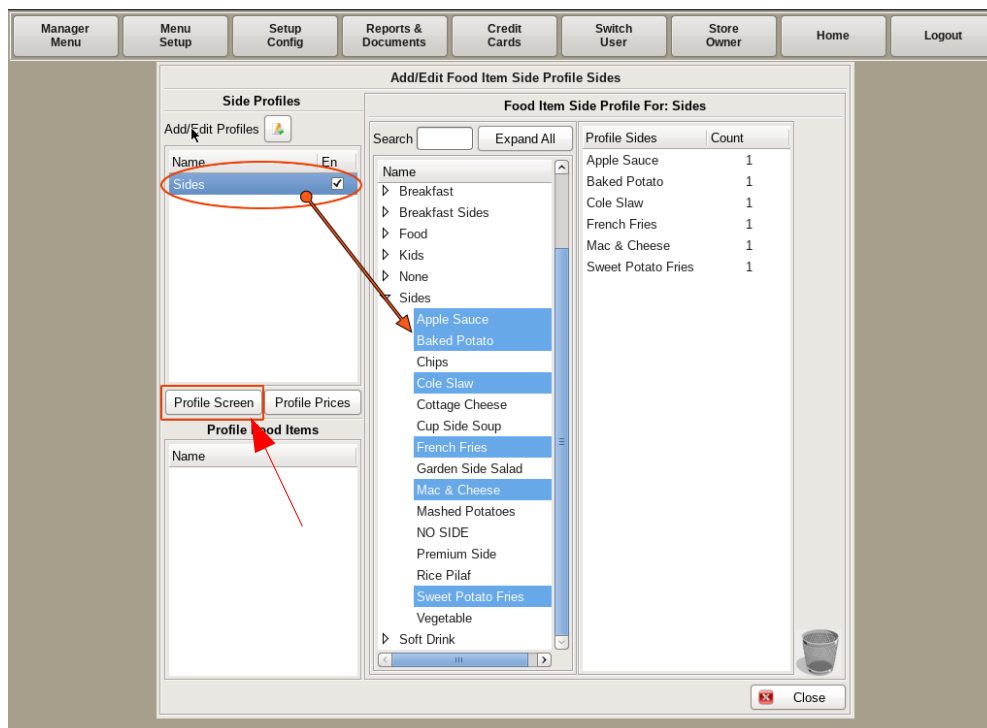 Manager
Menu
Menu
Setup
Setup
Config
Reports &
Documents
Credit
Cards
Switch
User
Store
Owner
Home
Logout
Add/Edit Food Item Side Profile Sides
Side Profiles
Add/Edit Profiles
Name En
Sides
Profile Screen Profile Prices
Profile Food Items
Name
Food Item Side Profile For: Sides
Search Expand All
Name
Breakfast
Breakfast Sides
Food
Kids
None
Sides
Apple Sauce
Baked Potato
Chips
Cole Slaw
Cottage Cheese
Cup Side Soup
French Fries
Garden Side Salad
Mac & Cheese
Mashed Potatoes
NO SIDE
Premium Side
Rice Pilaf
Sweet Potato Fries
Vegetable
Soft Drink
Profile Sides Count
Apple Sauce 1
Baked Potato 1
Cole Slaw 1
French Fries 1
Mac & Cheese 1
Sweet Potato Fries 1
Close